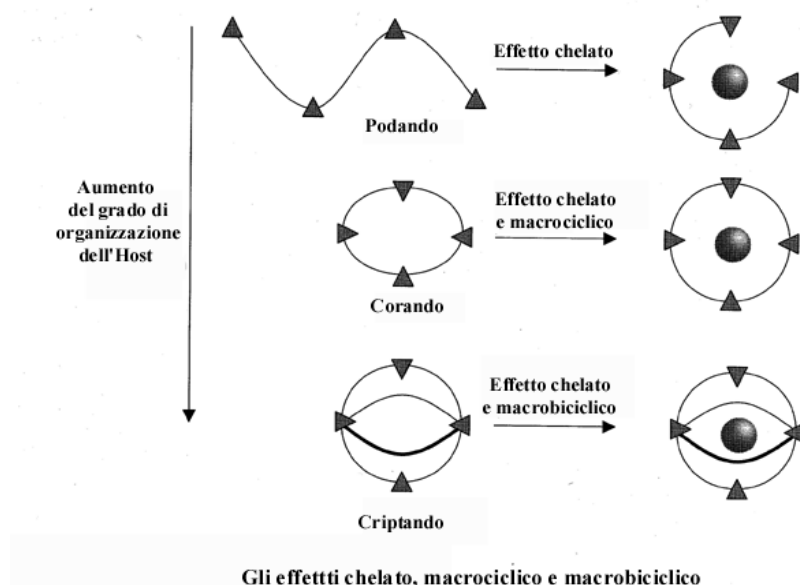 Effetto chelato
Podando
Aumento
del grado di
organizzazione
dell'Host
Effetto chelato
e macrociclico
Corando
Effetto chelato
e macrobiciclico
Criptando
Gli effettti chelato, macrociclico e macrobiciclico